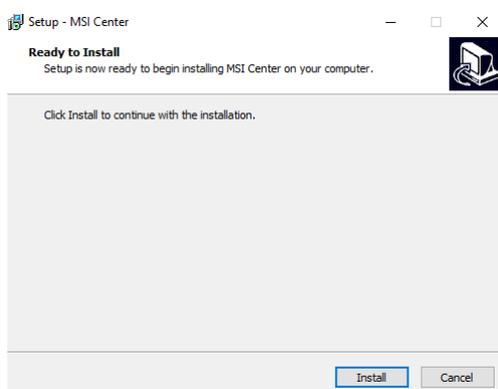 Setup - MSI Center
Ready to Install
Setup is now ready to begin installing MSI Center on your computer.
Click Install to continue with the installation.
Install
Cancel